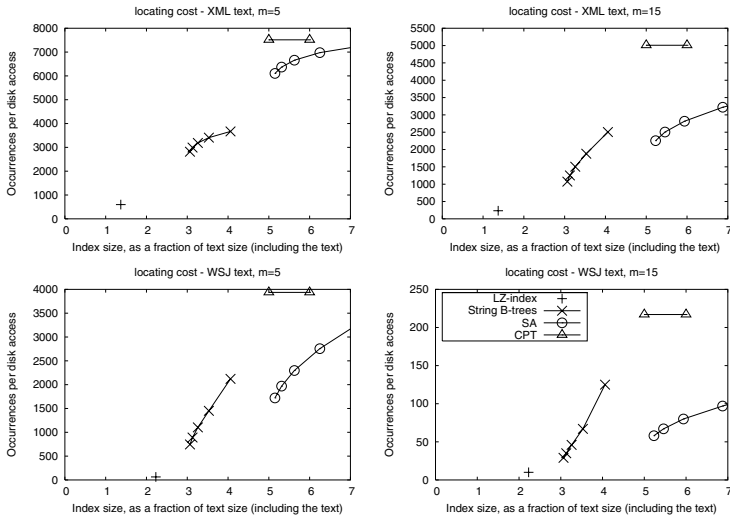 locating cost - XML text, m=5
8000
7000
6000
5000
4000
3000
2000
1000
0
Occurrences per disk access
0 1 2 3 4 5 6 7
Index size, as a fraction of text size (including the text)
locating cost - XML text, m=15
5500
5000
4500
4000
3500
3000
2500
2000
1500
1000
500
0
Occurrences per disk access
0 1 2 3 4 5 6 7
Index size, as a fraction of text size (including the text)
locating cost - WSJ text, m=5
4000
3500
3000
2500
2000
1500
1000
500
0
Occurrences per disk access
0 1 2 3 4 5 6 7
Index size, as a fraction of text size (including the text)
locating cost - WSJ text, m=15
250
200
150
100
50
0
Occurrences per disk access
LZ-index
String B-trees
SA
CPT
0 1 2 3 4 5 6 7
Index size, as a fraction of text size (including the text)